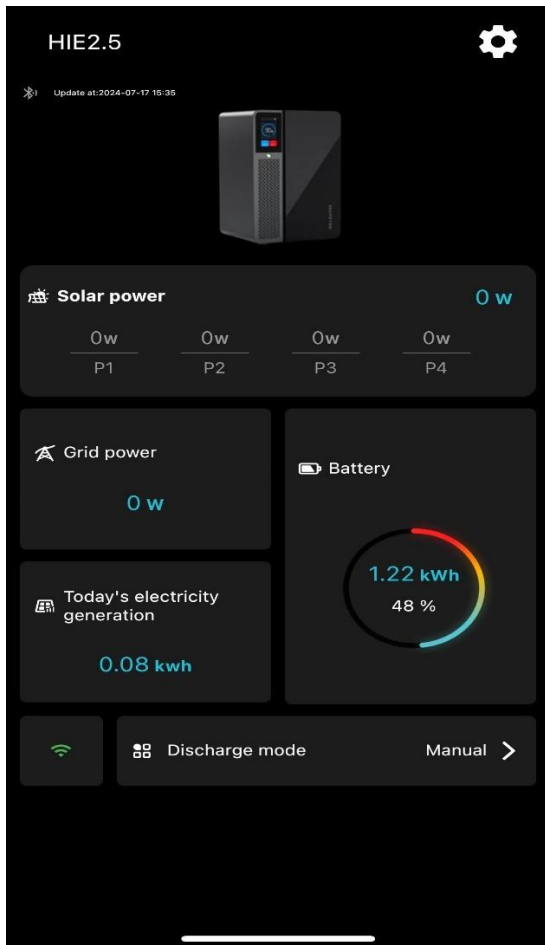 HIE2.5
Update at:2024-07-17 15:35
Solar power
0 w
0w 0w 0w 0w
P1 P2 P3 P4
Grid power
0 w
Battery
1.22 kWh
48 %
Today's electricity
generation
0.08 kwh
Discharge mode Manual